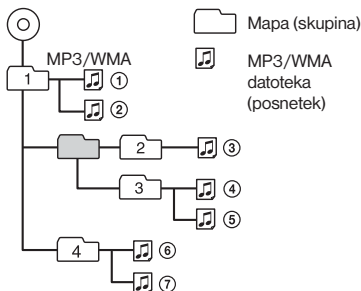 Mapa (skupina)
MP3/WMA
MP3/WMA
datoteka
(posnetek)
1
①
②
2
③
3
④
⑤
4
⑥
⑦